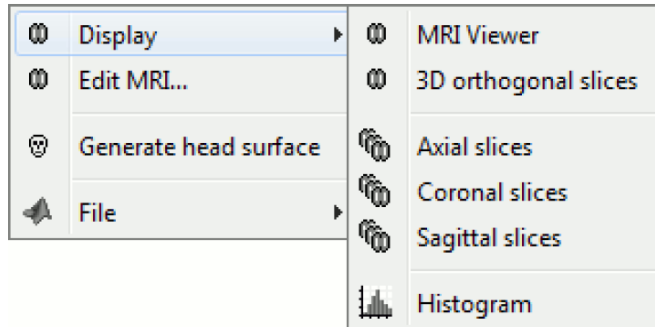 Display
Edit MRI...
Generate head surface
File
MRI Viewer
3D orthogonal slices
Axial slices
Coronal slices
Sagittal slices
Histogram